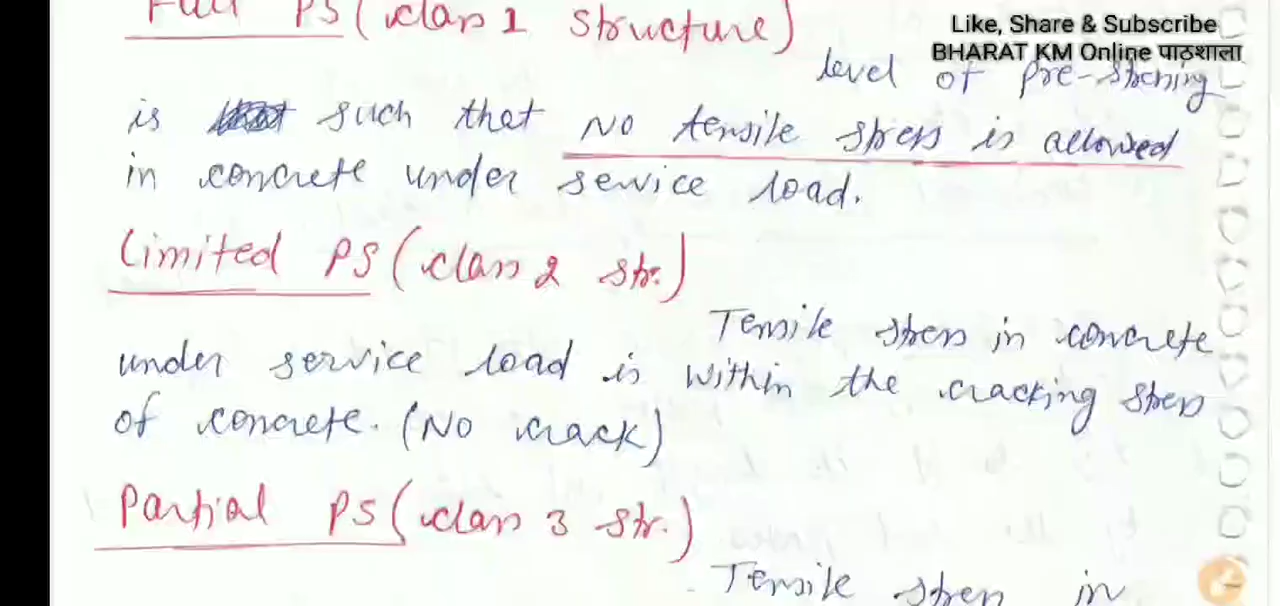 Full PS (class 1 structure)
Like, Share & Subscribe
BHARAT KM Online पाठशाला
level of pre-stressing
is such that No tensile stress is allowed
in concrete under service load.
Limited PS (class 2 str.)
Tensile stress in concrete
under service load is within the cracking stress
of concrete. (No crack)
Partial PS (class 3 str.)
Tensile stress in